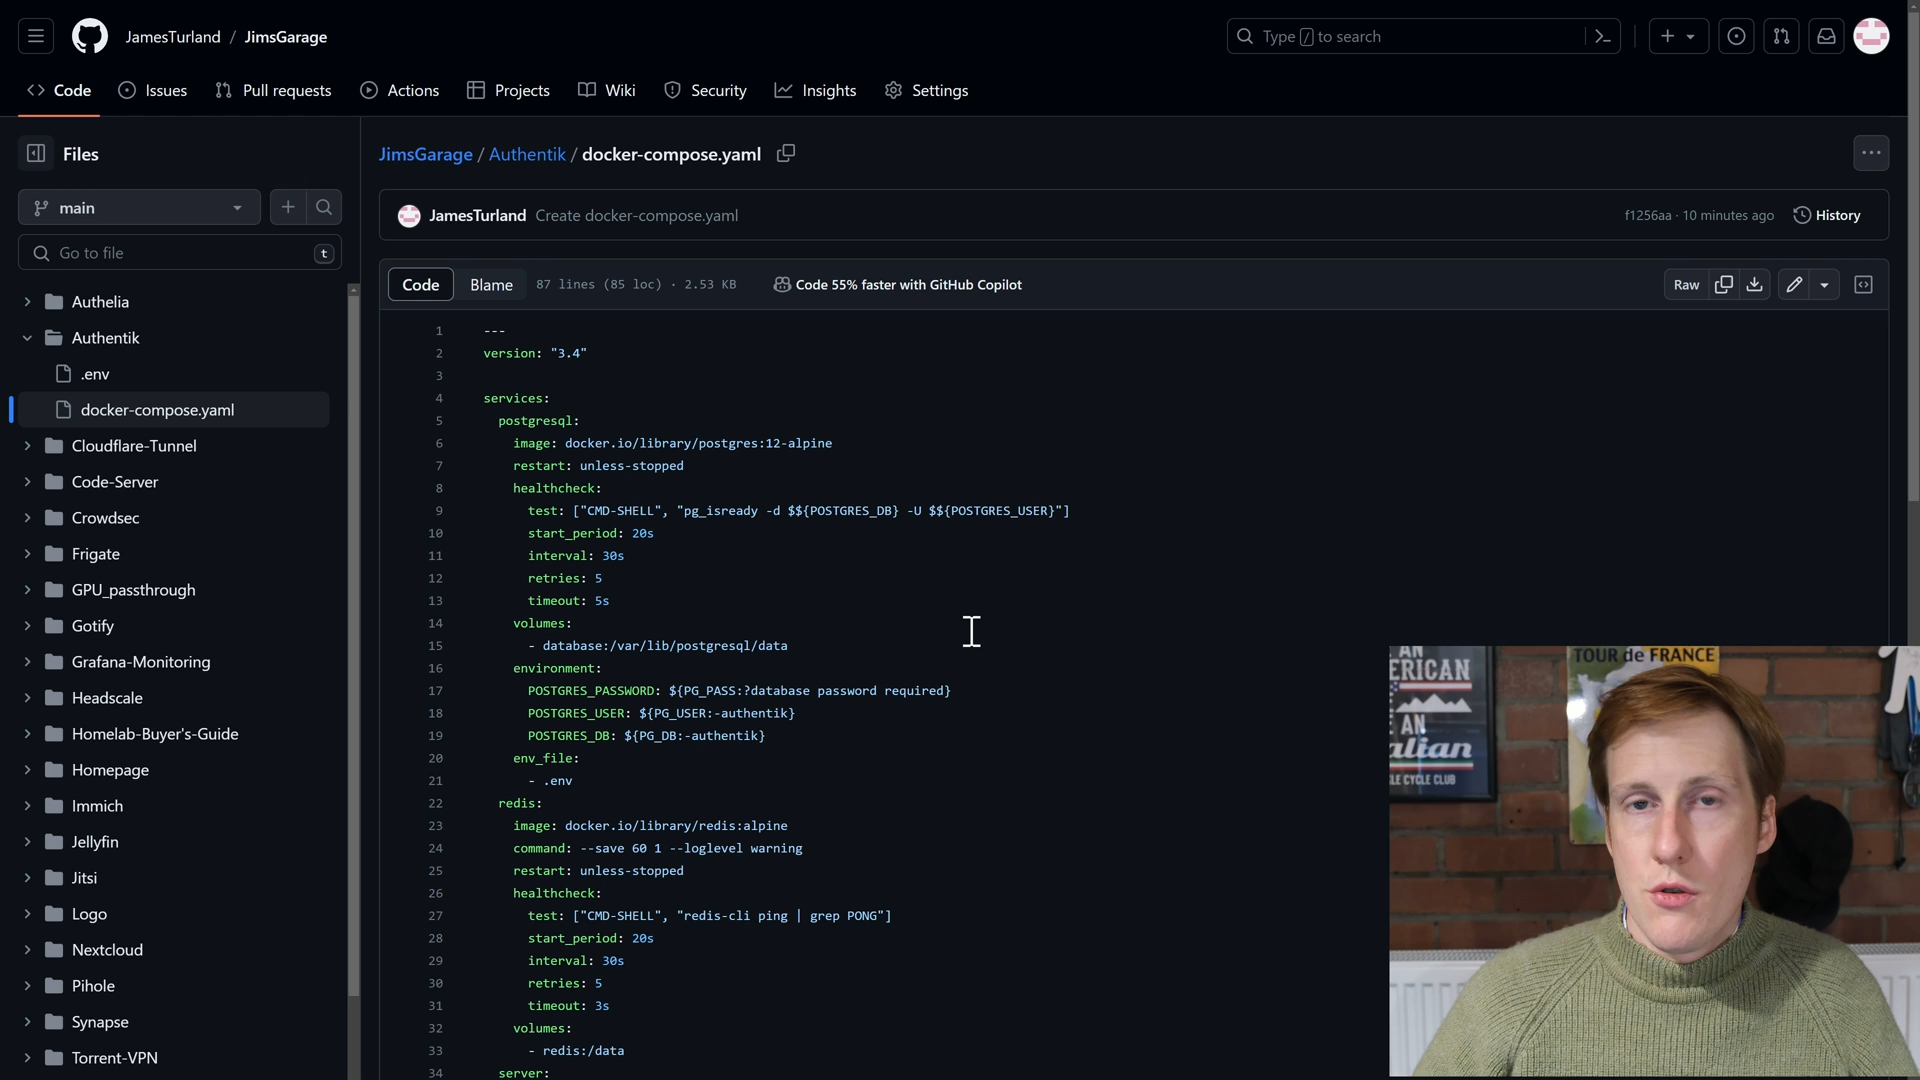 JamesTurland / JimsGarage
Type / to search
Code
Issues
Pull requests
Actions
Projects
Wiki
Security
Insights
Settings
Files
main
Go to file
t
Authelia
Authentik
.env
docker-compose.yaml
Cloudflare-Tunnel
Code-Server
Crowdsec
Frigate
GPU_passthrough
Gotify
Grafana-Monitoring
Headscale
Homelab-Buyer's-Guide
Homepage
Immich
Jellyfin
Jitsi
Logo
Nextcloud
Pihole
Synapse
Torrent-VPN
JimsGarage / Authentik / docker-compose.yaml
JamesTurland Create docker-compose.yaml
f1256aa · 10 minutes ago
History
Code
Blame
87 lines (85 loc) · 2.53 KB
Code 55% faster with GitHub Copilot
Raw
1 ---
2 version: "3.4"
3
4 services:
5 postgresql:
6 image: docker.io/library/postgres:12-alpine
7 restart: unless-stopped
8 healthcheck:
9 test: ["CMD-SHELL", "pg_isready -d $${POSTGRES_DB} -U $${POSTGRES_USER}"]
10 start_period: 20s
11 interval: 30s
12 retries: 5
13 timeout: 5s
14 volumes:
15 - database:/var/lib/postgresql/data
16 environment:
17 POSTGRES_PASSWORD: ${PG_PASS:?database password required}
18 POSTGRES_USER: ${PG_USER:-authentik}
19 POSTGRES_DB: ${PG_DB:-authentik}
20 env_file:
21 - .env
22 redis:
23 image: docker.io/library/redis:alpine
24 command: --save 60 1 --loglevel warning
25 restart: unless-stopped
26 healthcheck:
27 test: ["CMD-SHELL", "redis-cli ping | grep PONG"]
28 start_period: 20s
29 interval: 30s
30 retries: 5
31 timeout: 3s
32 volumes:
33 - redis:/data
34 server:
AN
ERICAN
E AN
alian
LE CYCLE CLUB
TOUR de FRANCE